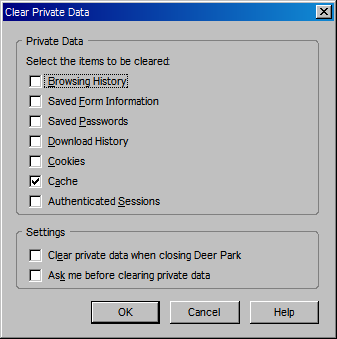 Clear Private Data
Private Data
Select the items to be cleared:
Browsing History
Saved Form Information
Saved Passwords
Download History
Cookies
Cache
Authenticated Sessions
Settings
Clear private data when closing Deer Park
Ask me before clearing private data
OK Cancel Help